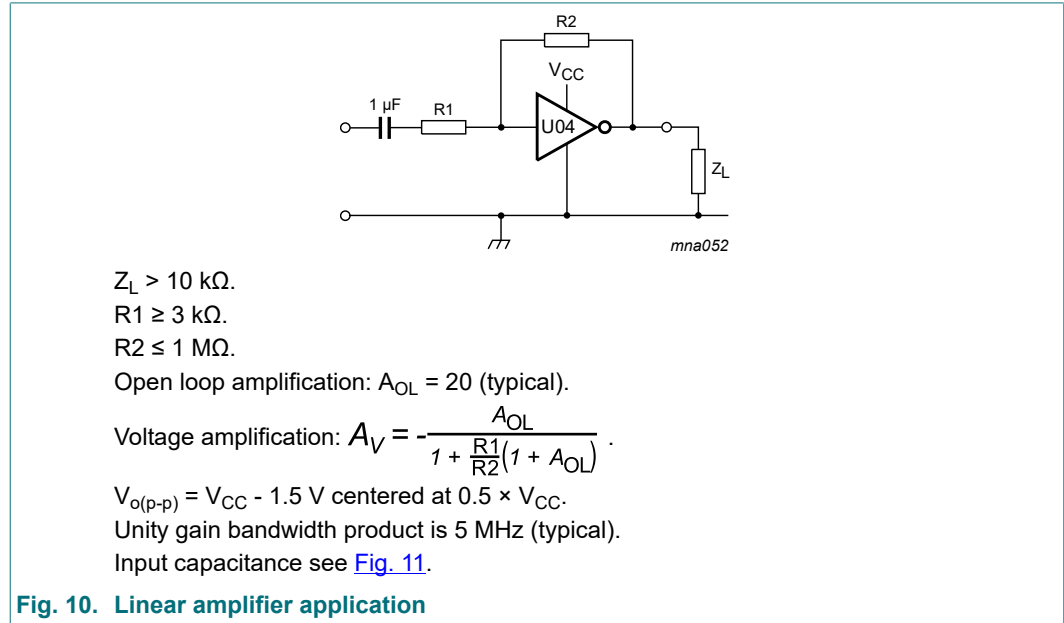 R2
VCC
1 µF
R1
U04
ZL
mna052
ZL > 10 kΩ.
R1 ≥ 3 kΩ.
R2 ≤ 1 MΩ.
Open loop amplification: AOL = 20 (typical).
Voltage amplification: AV = - AOL / 1 + R1/R2 (1 + AOL) .
Vo(p-p) = VCC - 1.5 V centered at 0.5 × VCC.
Unity gain bandwidth product is 5 MHz (typical).
Input capacitance see Fig. 11.
Fig. 10. Linear amplifier application